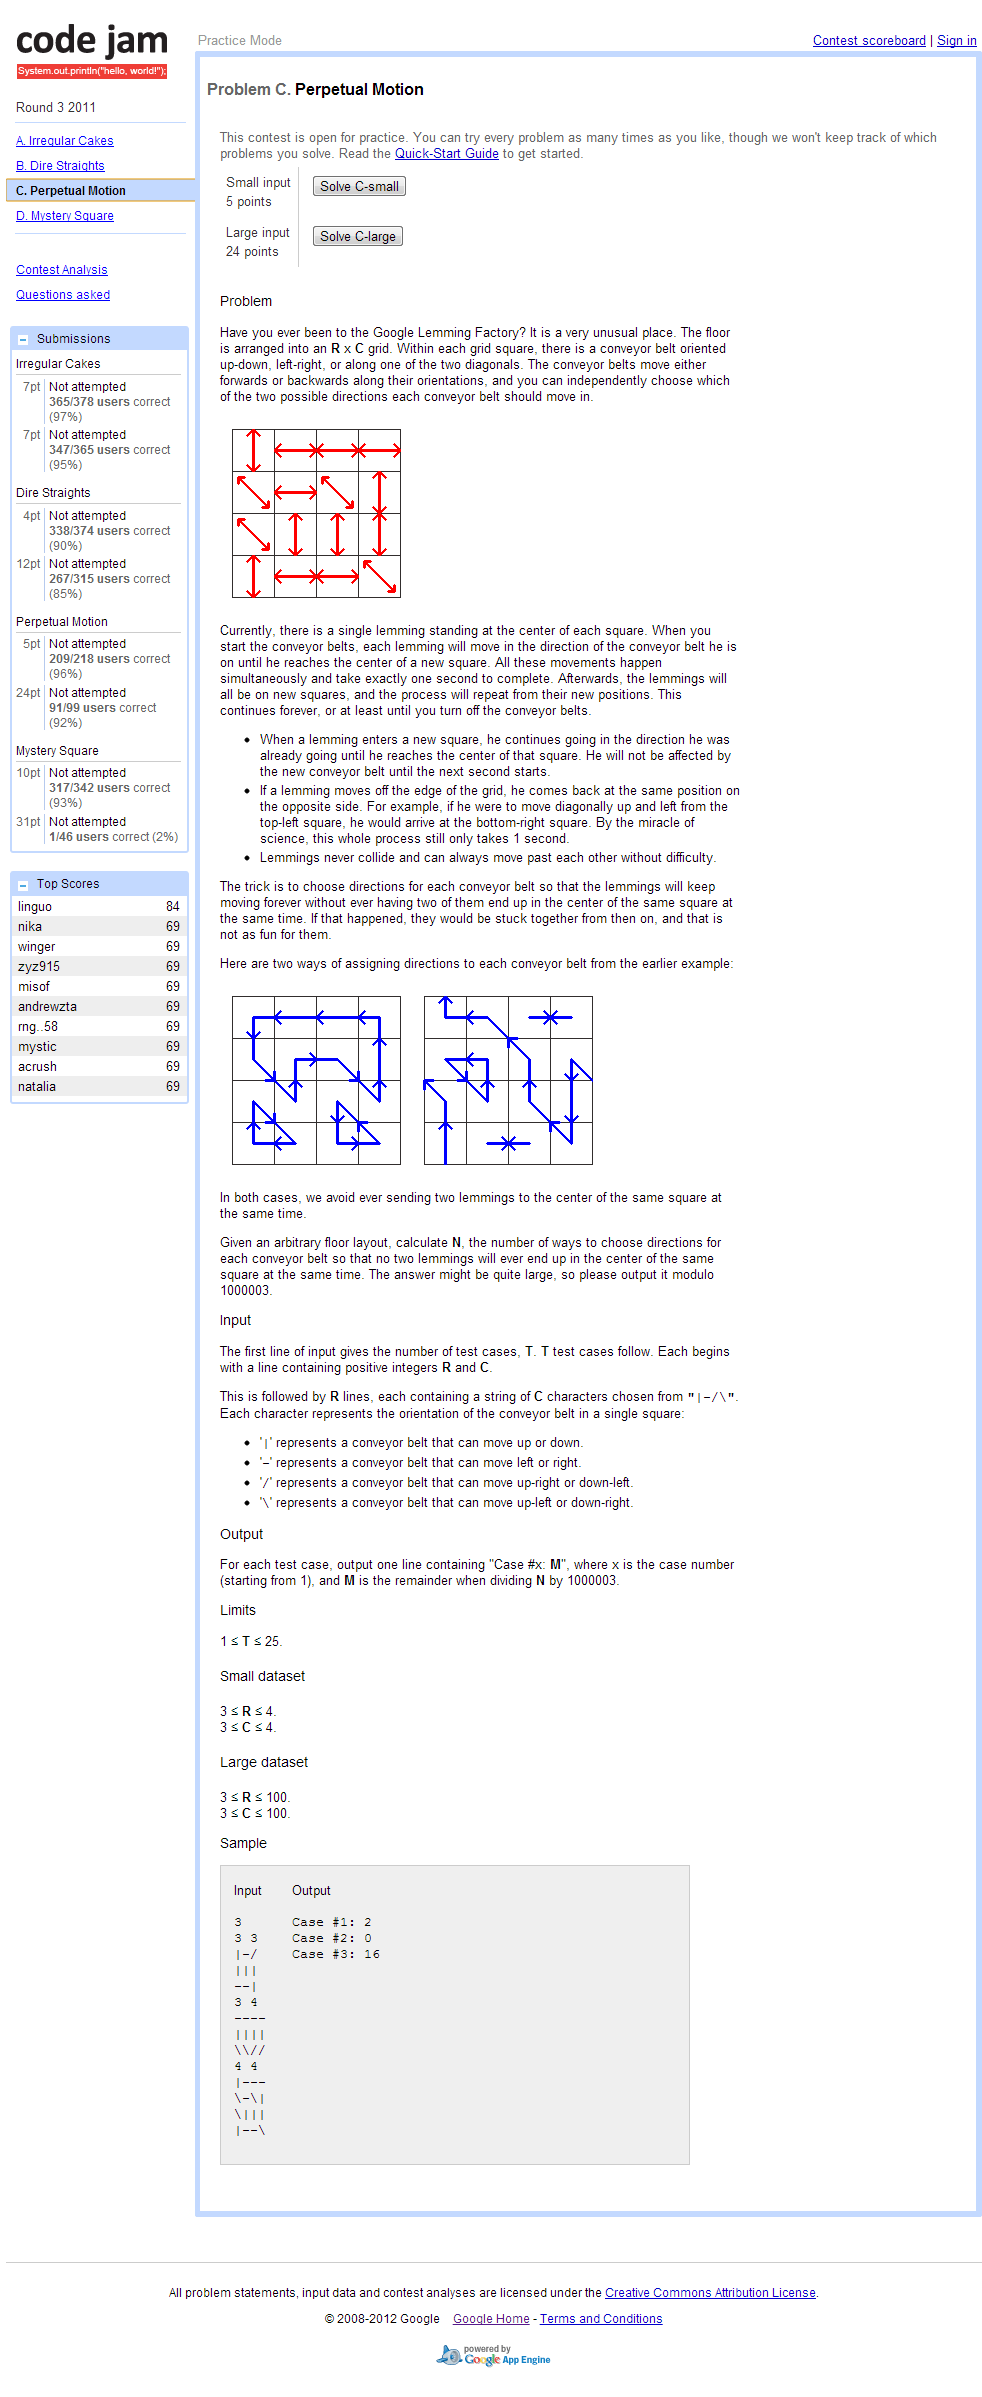 code jam
System.out.println("hello, world!");
Practice Mode
Contest scoreboard | Sign in
Round 3 2011
A. Irregular Cakes
B. Dire Straights
C. Perpetual Motion
D. Mystery Square
Contest Analysis
Questions asked
Submissions
Irregular Cakes
7pt Not attempted
365/378 users correct
(97%)
7pt Not attempted
347/365 users correct
(95%)
Dire Straights
4pt Not attempted
338/374 users correct
(90%)
12pt Not attempted
267/315 users correct
(85%)
Perpetual Motion
5pt Not attempted
209/218 users correct
(96%)
24pt Not attempted
91/99 users correct
(92%)
Mystery Square
10pt Not attempted
317/342 users correct
(93%)
31pt Not attempted
1/46 users correct (2%)
Top Scores
linguo 84
nika 69
winger 69
zyz915 69
misof 69
andrewzta 69
rng..58 69
mystic 69
acrush 69
natalia 69
Problem C. Perpetual Motion
This contest is open for practice. You can try every problem as many times as you like, though we won't keep track of which
problems you solve. Read the Quick-Start Guide to get started.
Small input
5 points
Solve C-small
Large input
24 points
Solve C-large
Problem
Have you ever been to the Google Lemming Factory? It is a very unusual place. The floor
is arranged into an R x C grid. Within each grid square, there is a conveyor belt oriented
up-down, left-right, or along one of the two diagonals. The conveyor belts move either
forwards or backwards along their orientations, and you can independently choose which
of the two possible directions each conveyor belt should move in.
Currently, there is a single lemming standing at the center of each square. When you
start the conveyor belts, each lemming will move in the direction of the conveyor belt he is
on until he reaches the center of a new square. All these movements happen
simultaneously and take exactly one second to complete. Afterwards, the lemmings will
all be on new squares, and the process will repeat from their new positions. This
continues forever, or at least until you turn off the conveyor belts.
• When a lemming enters a new square, he continues going in the direction he was
already going until he reaches the center of that square. He will not be affected by
the new conveyor belt until the next second starts.
• If a lemming moves off the edge of the grid, he comes back at the same position on
the opposite side. For example, if he were to move diagonally up and left from the
top-left square, he would arrive at the bottom-right square. By the miracle of
science, this whole process still only takes 1 second.
• Lemmings never collide and can always move past each other without difficulty.
The trick is to choose directions for each conveyor belt so that the lemmings will keep
moving forever without ever having two of them end up in the center of the same square at
the same time. If that happened, they would be stuck together from then on, and that is
not as fun for them.
Here are two ways of assigning directions to each conveyor belt from the earlier example:
In both cases, we avoid ever sending two lemmings to the center of the same square at
the same time.
Given an arbitrary floor layout, calculate N, the number of ways to choose directions for
each conveyor belt so that no two lemmings will ever end up in the center of the same
square at the same time. The answer might be quite large, so please output it modulo
1000003.
Input
The first line of input gives the number of test cases, T. T test cases follow. Each begins
with a line containing positive integers R and C.
This is followed by R lines, each containing a string of C characters chosen from "|-/\".
Each character represents the orientation of the conveyor belt in a single square:
• '|' represents a conveyor belt that can move up or down.
• '-' represents a conveyor belt that can move left or right.
• '/' represents a conveyor belt that can move up-right or down-left.
• '\' represents a conveyor belt that can move up-left or down-right.
Output
For each test case, output one line containing "Case #x: M", where x is the case number
(starting from 1), and M is the remainder when dividing N by 1000003.
Limits
1 ≤ T ≤ 25.
Small dataset
3 ≤ R ≤ 4.
3 ≤ C ≤ 4.
Large dataset
3 ≤ R ≤ 100.
3 ≤ C ≤ 100.
Sample
Input Output
3 Case #1: 2
3 3 Case #2: 0
|-/ Case #3: 16
|||
--|
3 4
----
||||
\\//
4 4
|---
\-\|
\|||
|--\
All problem statements, input data and contest analyses are licensed under the Creative Commons Attribution License.
© 2008-2012 Google Google Home - Terms and Conditions
powered by
Google App Engine